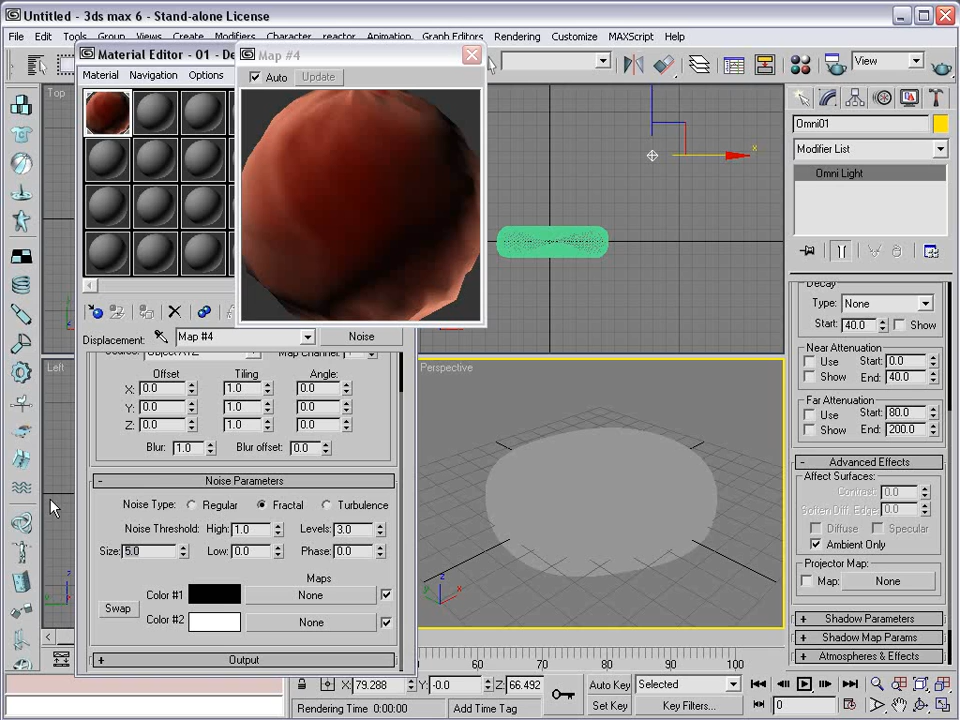 Untitled - 3ds max 6 - Stand-alone License
File Edit Tools Group Views Create Modifiers Character reactor Animation Graph Editors Rendering Customize MAXScript Help
Material Editor - 01 - De
Map #4
Material Navigation Options
Auto Update
View
Top
Omni01
Modifier List
Omni Light
x
Displacement: Map #4 Noise
Object XYZ Map Channel:
Offset Tiling Angle:
X: 0.0 1.0 0.0
Y: 0.0 1.0 0.0
Z: 0.0 1.0 0.0
Blur: 1.0 Blur offset: 0.0
- Noise Parameters
Noise Type: Regular Fractal Turbulence
Noise Threshold: High: 1.0 Levels: 3.0
Size: 5.0 Low: 0.0 Phase: 0.0
Maps
Color #1 None
Swap
Color #2 None
+ Output
Left
Perspective
z
y x
Decay
Type: None
Start: 40.0 Show
Near Attenuation
Use Start: 0.0
Show End: 40.0
Far Attenuation
Use Start: 80.0
Show End: 200.0
- Advanced Effects
Affect Surfaces:
Contrast: 0.0
Soften Diff. Edge: 0.0
Diffuse Specular
Ambient Only
Projector Map:
Map: None
+ Shadow Parameters
+ Shadow Map Params
+ Atmospheres & Effects
60 70 80 90 100
X: 79.288 Y: -0.0 Z: 66.492
Auto Key Selected
Set Key Key Filters...
0
Rendering Time 0:00:00 Add Time Tag